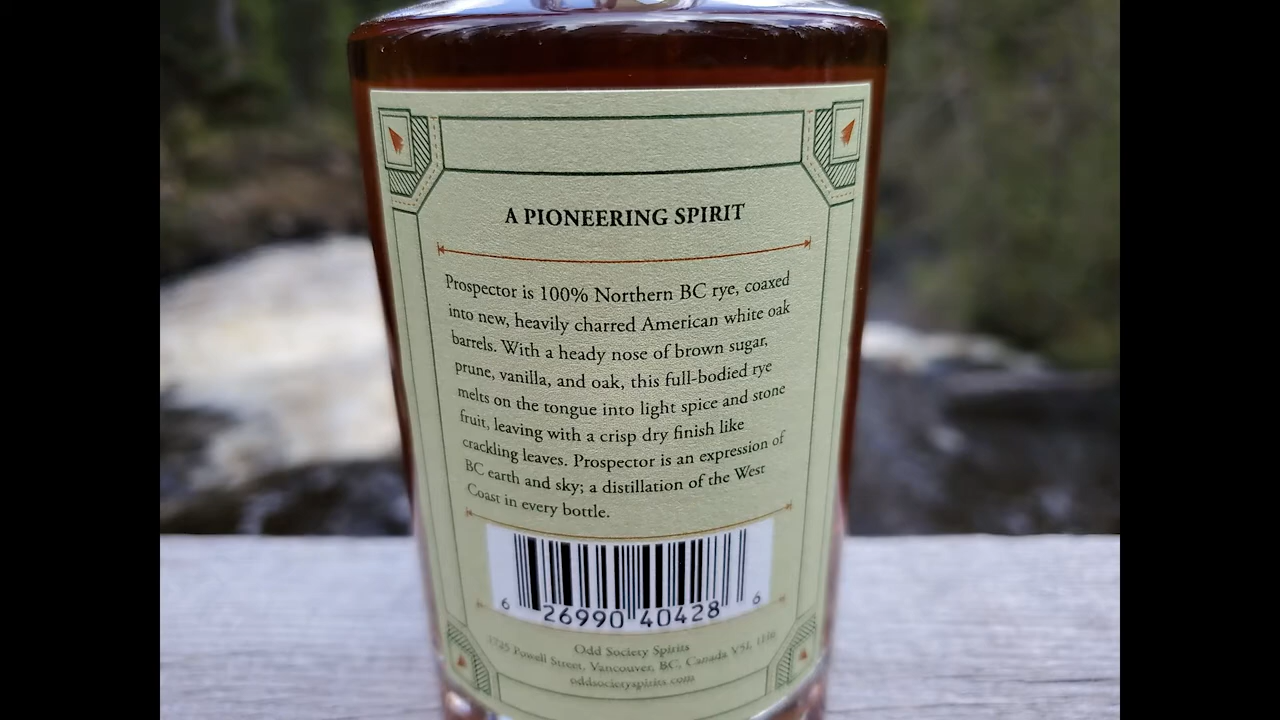 A PIONEERING SPIRIT
Prospector is 100% Northern BC rye, coaxed
into new, heavily charred American white oak
barrels. With a heady nose of brown sugar,
prune, vanilla, and oak, this full-bodied rye
melts on the tongue into light spice and stone
fruit, leaving with a crisp dry finish like
crackling leaves. Prospector is an expression of
BC earth and sky; a distillation of the West
Coast in every bottle.
6 26990 40428 6
Odd Society Spirits
1725 Powell Street, Vancouver, BC, Canada V5L
oddsocietyspirits.com